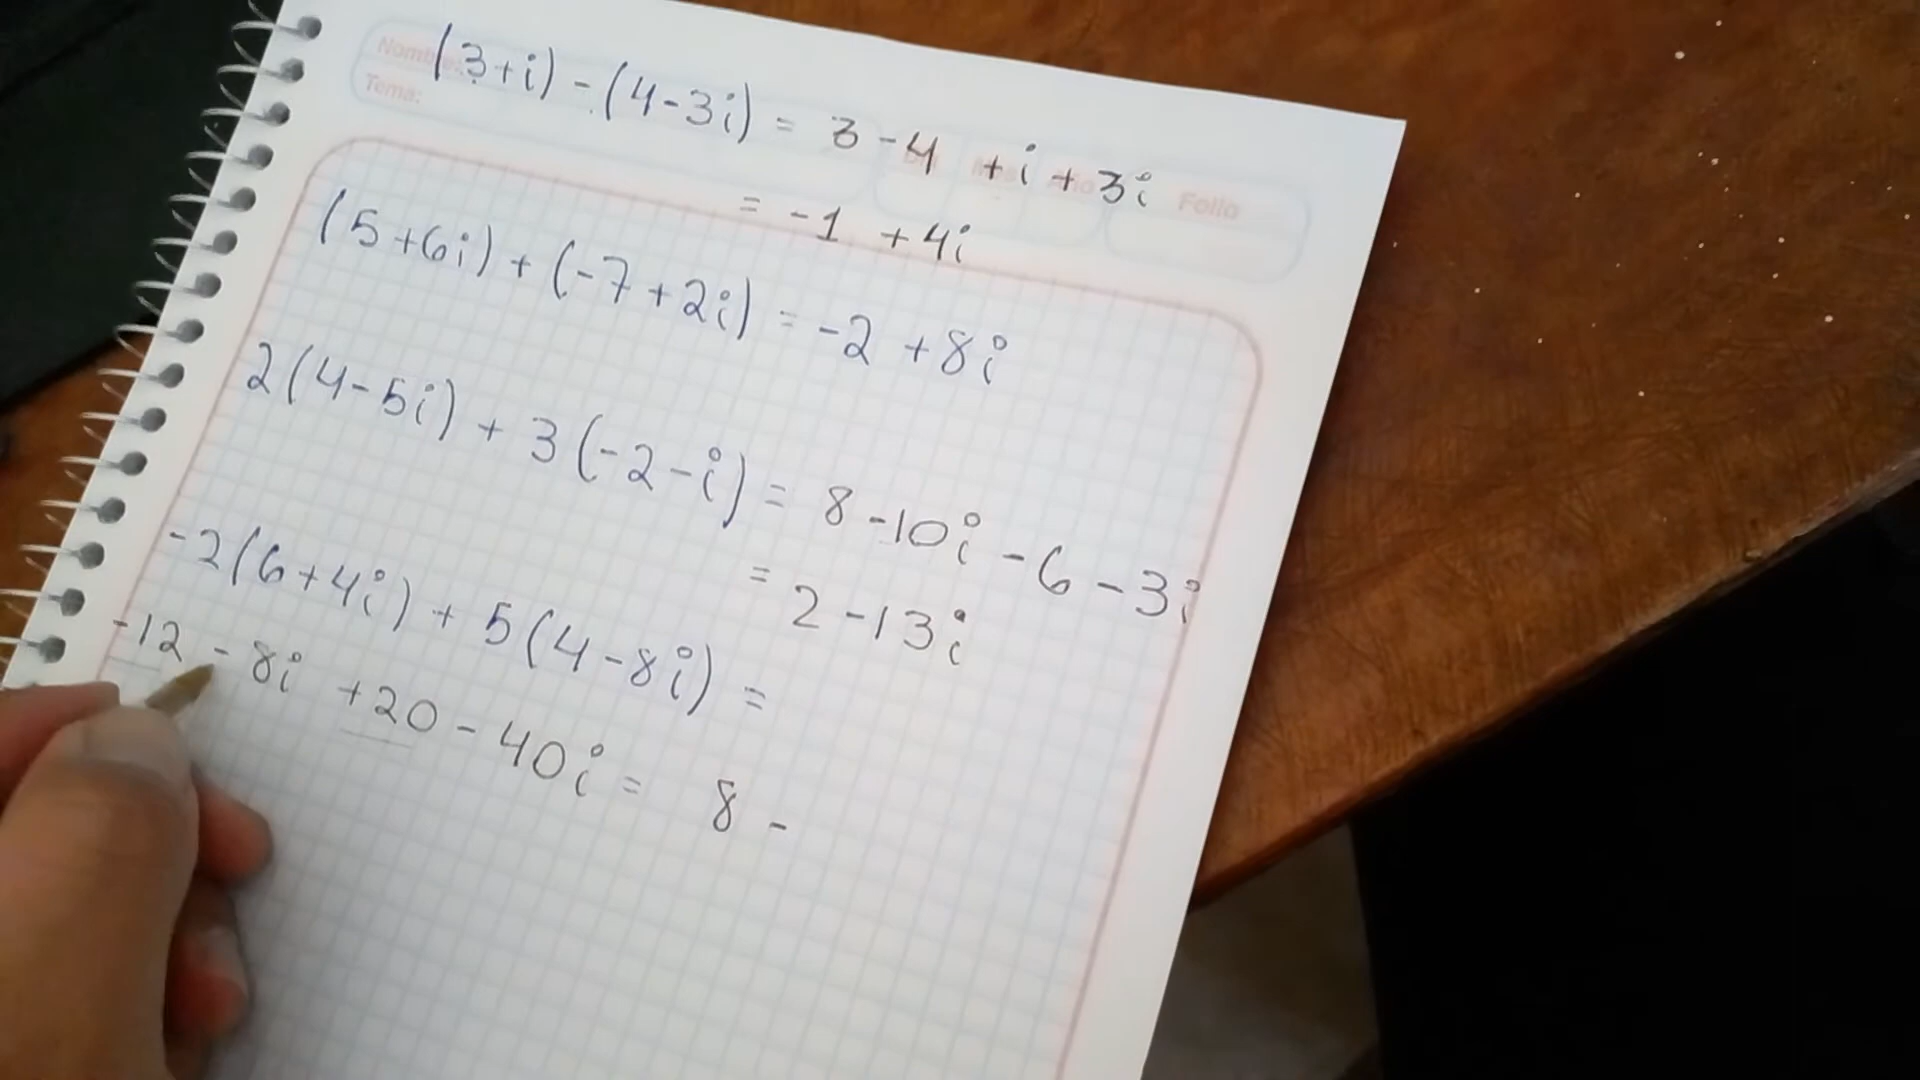 Nombre:
Tema:
Folio
(3+i) - (4-3i) = 3 - 4 + i + 3i
= -1 + 4i
(5+6i) + (-7+2i) = -2 + 8i
2(4-5i) + 3(-2-i) = 8 - 10i - 6 - 3i
= 2 - 13i
-2(6+4i) + 5(4-8i) =
-12 - 8i + 20 - 40i = 8 -